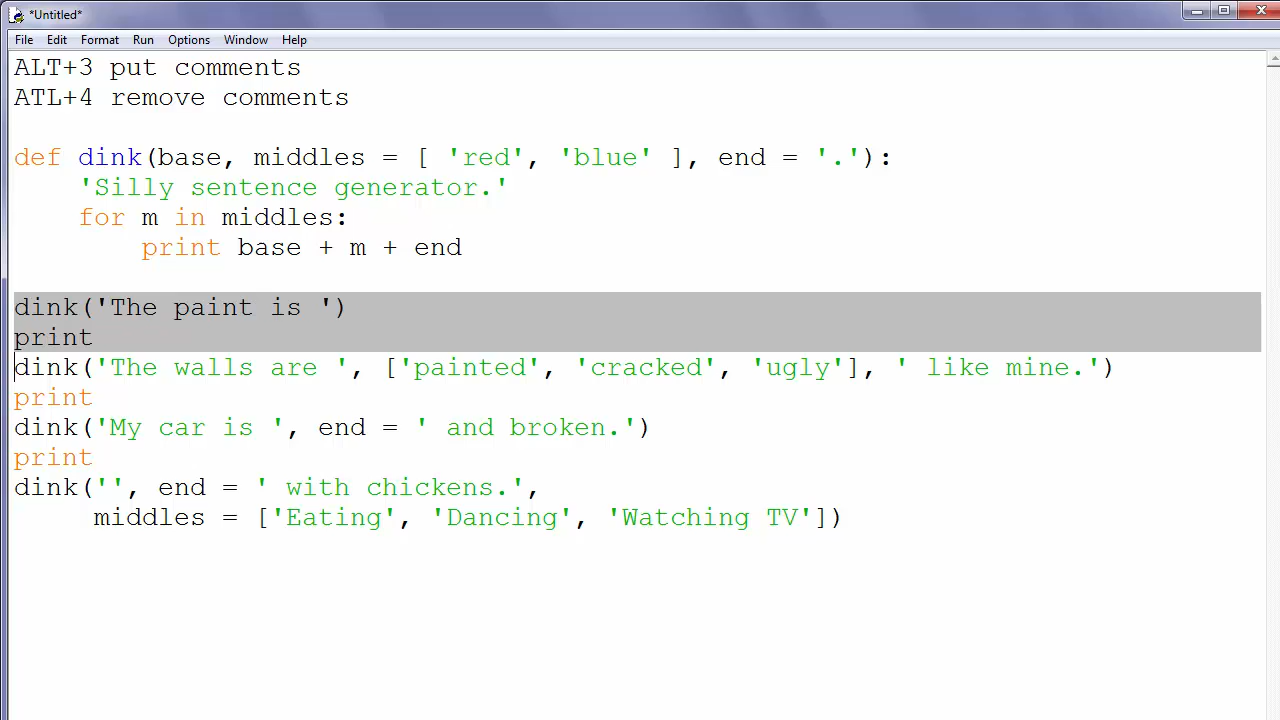 *Untitled*
File Edit Format Run Options Window Help
ALT+3 put comments
ATL+4 remove comments
def dink(base, middles = [ 'red', 'blue' ], end = '.'):
    'Silly sentence generator.'
    for m in middles:
        print base + m + end
dink('The paint is ')
print
dink('The walls are ', ['painted', 'cracked', 'ugly'], ' like mine.')
print
dink('My car is ', end = ' and broken.')
print
dink('', end = ' with chickens.',
     middles = ['Eating', 'Dancing', 'Watching TV'])